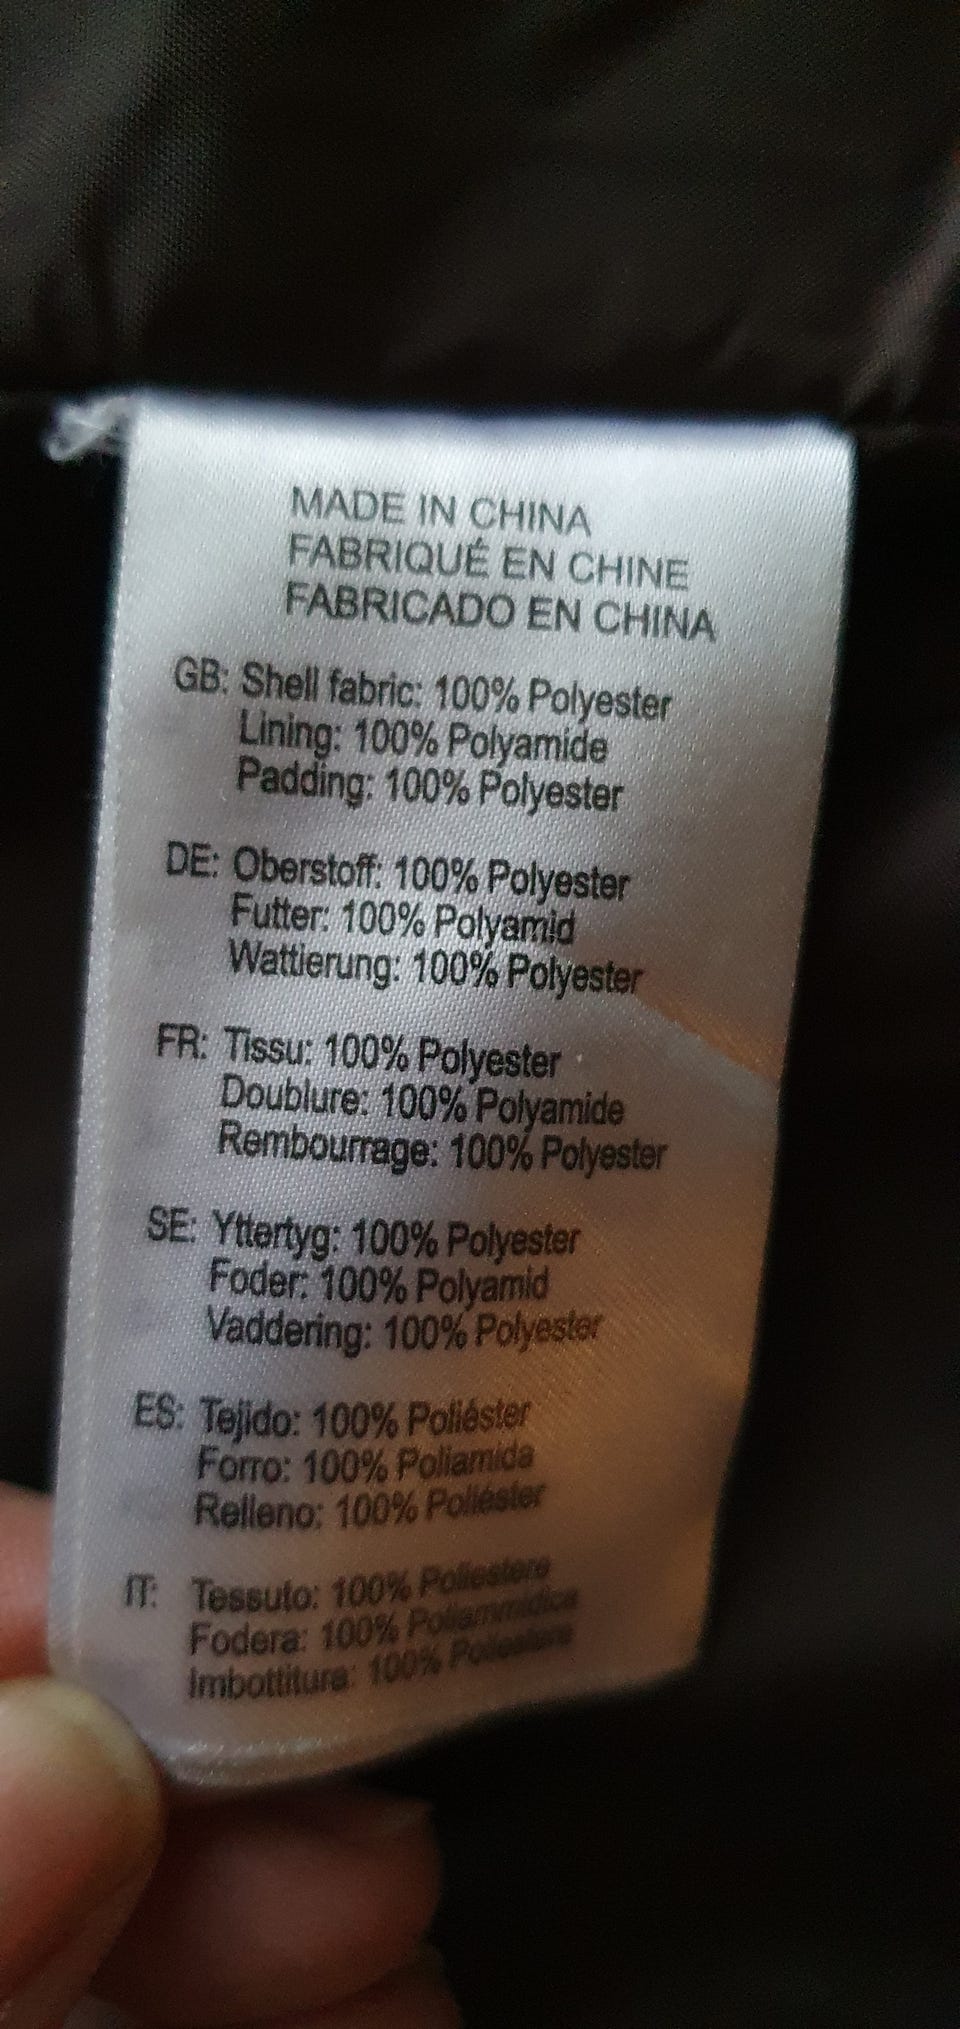 MADE IN CHINA
FABRIQUÉ EN CHINE
FABRICADO EN CHINA
GB: Shell fabric: 100% Polyester
Lining: 100% Polyamide
Padding: 100% Polyester
DE: Oberstoff: 100% Polyester
Futter: 100% Polyamid
Wattierung: 100% Polyester
FR: Tissu: 100% Polyester
Doublure: 100% Polyamide
Rembourrage: 100% Polyester
SE: Yttertyg: 100% Polyester
Foder: 100% Polyamid
Vaddering: 100% Polyester
ES: Tejido: 100% Poliéster
Forro: 100% Poliamida
Relleno: 100% Poliéster
IT: Tessuto: 100% Poliestere
Fodera: 100% Poliammidica
Imbottitura: 100% Poliestere